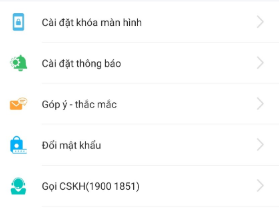 Cài đặt khóa màn hình
Cài đặt thông báo
Góp ý - thắc mắc
Đổi mật khẩu
Gọi CSKH(1900 1851)